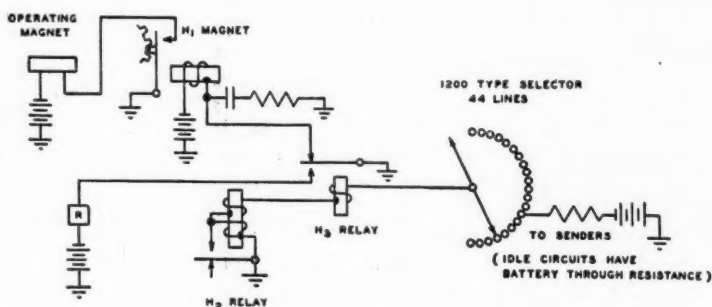 OPERATING
MAGNET
H₁ MAGNET
1200 TYPE SELECTOR
44 LINES
R
H₃ RELAY
TO SENDERS
( IDLE CIRCUITS HAVE
BATTERY THROUGH RESISTANCE )
H₂ RELAY